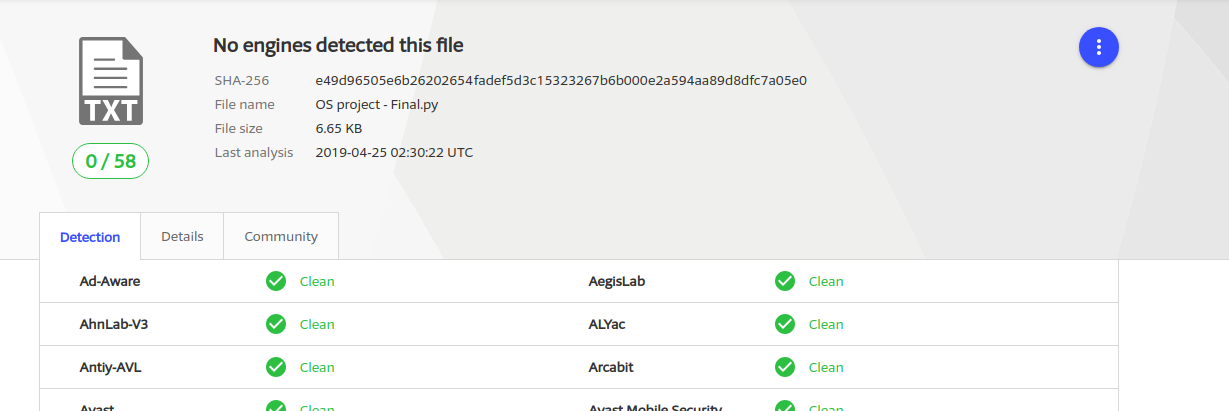 No engines detected this file
SHA-256 e49d96505e6b26202654fadef5d3c15323267b6b000e2a594aa89d8dfc7a05e0
File name OS project - Final.py
File size 6.65 KB
Last analysis 2019-04-25 02:30:22 UTC
TXT
0 / 58
Detection Details Community
Ad-Aware Clean AegisLab Clean
AhnLab-V3 Clean ALYac Clean
Antiy-AVL Clean Arcabit Clean
Avast Clean Avast Mobile Security Clean